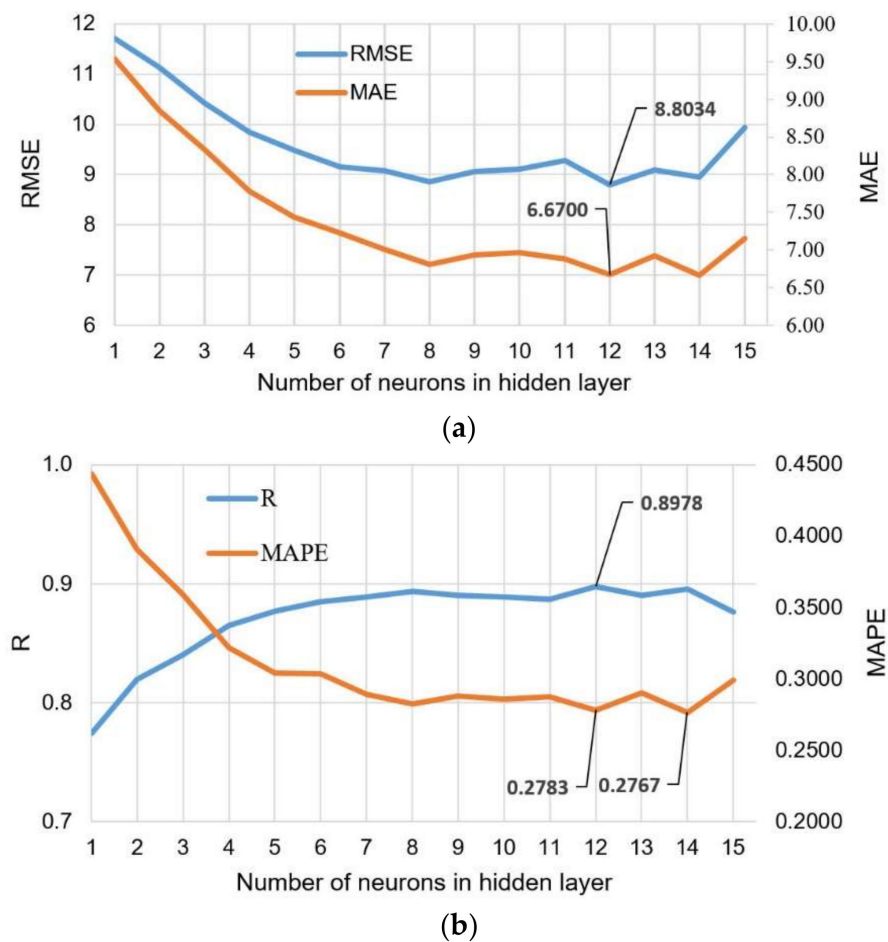 12 10.00
RMSE
11 9.50
MAE 9.00
8.8034
10 8.50
RMSE 9 8.00 MAE
6.6700 7.50
8 7.00
7 6.50
6 6.00
1 2 3 4 5 6 7 8 9 10 11 12 13 14 15
Number of neurons in hidden layer
(a)
1.0 0.4500
R 0.8978
0.4000
MAPE
0.9 0.3500
R MAPE
0.3000
0.8
0.2783 0.2767 0.2500
0.7 0.2000
1 2 3 4 5 6 7 8 9 10 11 12 13 14 15
Number of neurons in hidden layer
(b)